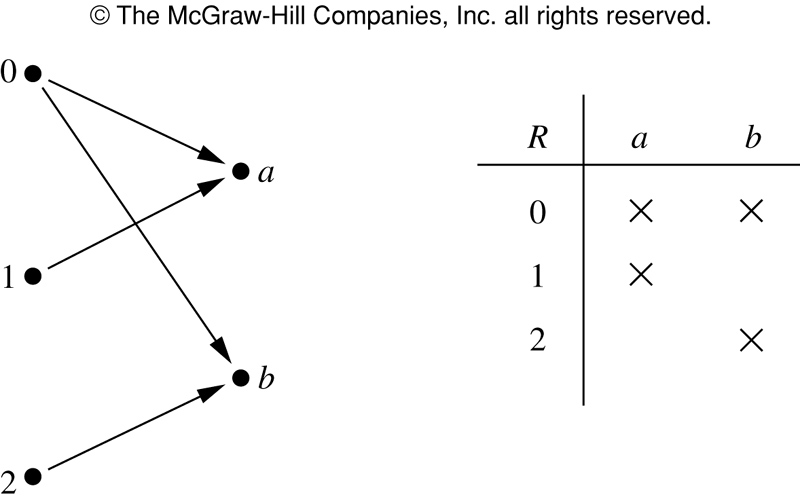 © The McGraw-Hill Companies, Inc. all rights reserved.
0
a
1
b
2
R a b
0 × ×
1 ×
2 ×